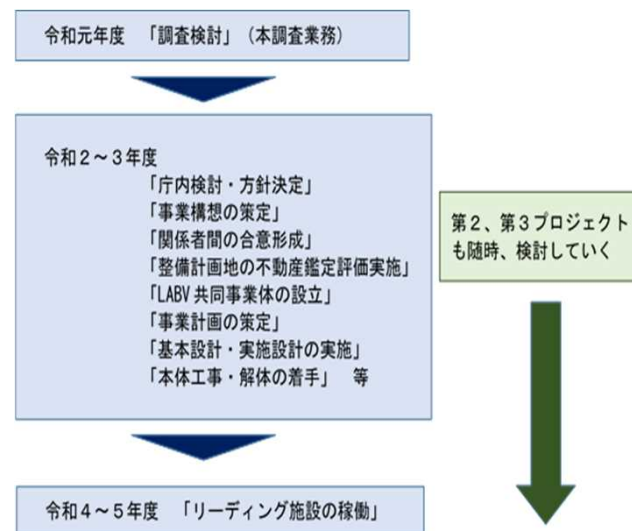 令和元年度　「調査検討」（本調査業務）
令和２～３年度
「庁内検討・方針決定」
「事業構想の策定」
「関係者間の合意形成」
「整備計画地の不動産鑑定評価実施」
「LABV 共同事業体の設立」
「事業計画の策定」
「基本設計・実施設計の実施」
「本体工事・解体の着手」　等
第２、第３プロジェクト
も随時、検討していく
令和４～５年度　「リーディング施設の稼働」